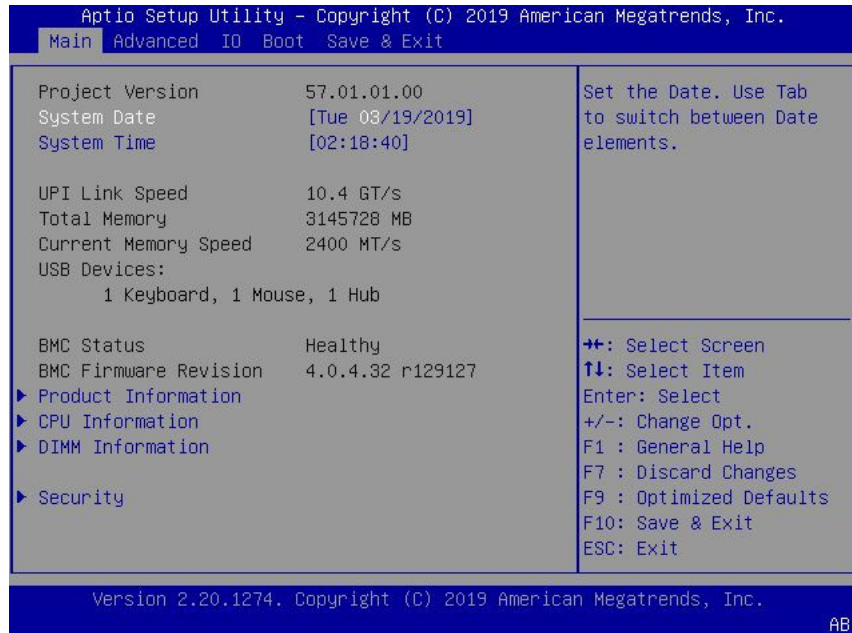 Aptio Setup Utility – Copyright (C) 2019 American Megatrends, Inc.
Main Advanced IO Boot Save & Exit
Project Version 57.01.01.00
System Date [Tue 03/19/2019]
System Time [02:18:40]
UPI Link Speed 10.4 GT/s
Total Memory 3145728 MB
Current Memory Speed 2400 MT/s
USB Devices:
1 Keyboard, 1 Mouse, 1 Hub
BMC Status Healthy
BMC Firmware Revision 4.0.4.32 r129127
Product Information
CPU Information
DIMM Information
Security
Set the Date. Use Tab
to switch between Date
elements.
→←: Select Screen
↑↓: Select Item
Enter: Select
+/-: Change Opt.
F1 : General Help
F7 : Discard Changes
F9 : Optimized Defaults
F10: Save & Exit
ESC: Exit
Version 2.20.1274. Copyright (C) 2019 American Megatrends, Inc.
AB